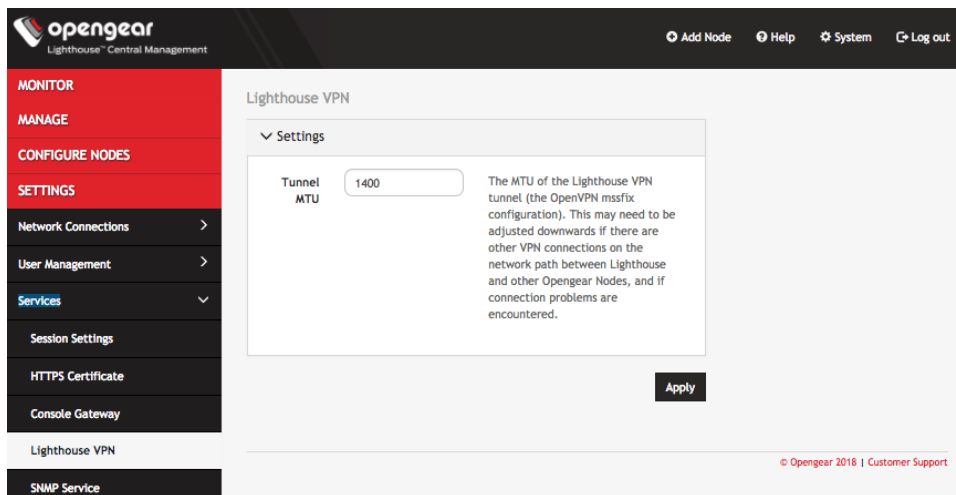 opengear
Lighthouse™ Central Management
Add Node
Help
System
Log out
MONITOR
MANAGE
CONFIGURE NODES
SETTINGS
Network Connections
User Management
Services
Session Settings
HTTPS Certificate
Console Gateway
Lighthouse VPN
SNMP Service
Lighthouse VPN
Settings
Tunnel
MTU
1400
The MTU of the Lighthouse VPN
tunnel (the OpenVPN mssfix
configuration). This may need to be
adjusted downwards if there are
other VPN connections on the
network path between Lighthouse
and other Opengear Nodes, and if
connection problems are
encountered.
Apply
© Opengear 2018 | Customer Support